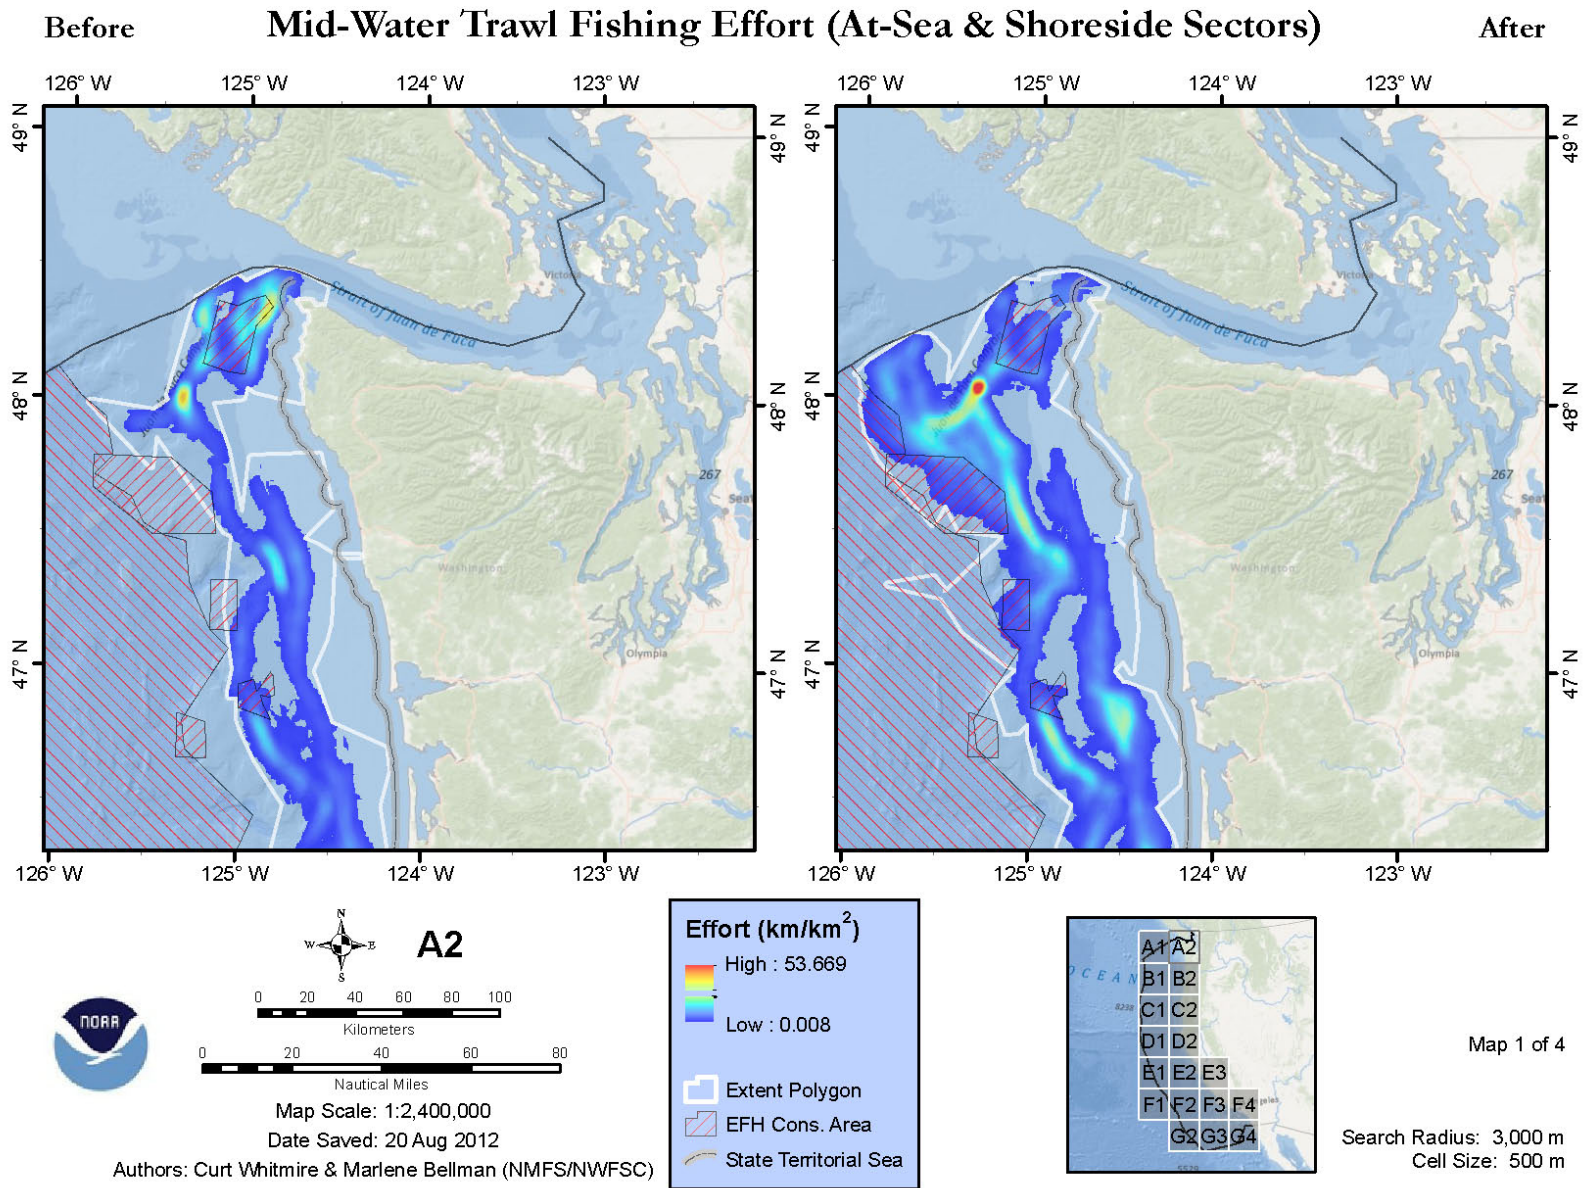 Before
Mid-Water Trawl Fishing Effort (At-Sea & Shoreside Sectors)
After
126° W 125° W 124° W 123° W
126° W 125° W 124° W 123° W
49° N
49° N
49° N
49° N
Victoria
Strait of Juan de Fuca
Strait of Juan de Fuca
48° N
48° N
48° N
48° N
267
267
Washington
Washington
Olympia
Olympia
47° N
47° N
47° N
47° N
126° W 125° W 124° W 123° W
126° W 125° W 124° W 123° W
N
W E
S
A2
0 20 40 60 80 100
Kilometers
0 20 40 60 80
Nautical Miles
NOAA
Map Scale: 1:2,400,000
Date Saved: 20 Aug 2012
Authors: Curt Whitmire & Marlene Bellman (NMFS/NWFSC)
Effort (km/km²)
High : 53.669
Low : 0.008
Extent Polygon
EFH Cons. Area
State Territorial Sea
A1 A2
OCEAN
B1 B2
8238
C1 C2
D1 D2
E1 E2 E3
F1 F2 F3 F4
G2 G3 G4
Map 1 of 4
Search Radius: 3,000 m
Cell Size: 500 m